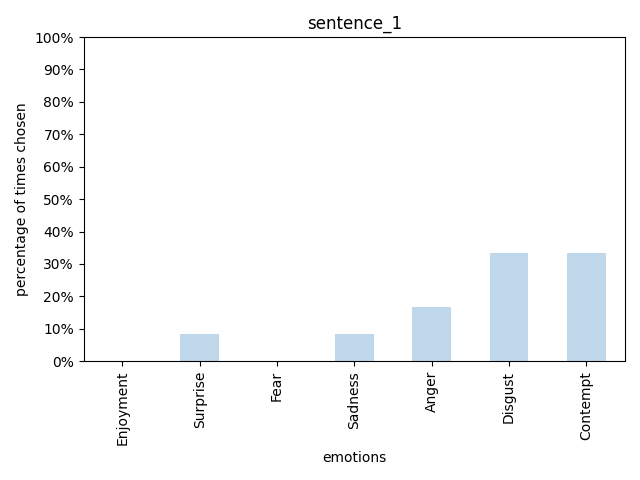 sentence_1
100%
90%
80%
70%
60%
50%
40%
30%
20%
10%
0%
percentage of times chosen
Enjoyment
Surprise
Fear
Sadness
Anger
Disgust
Contempt
emotions